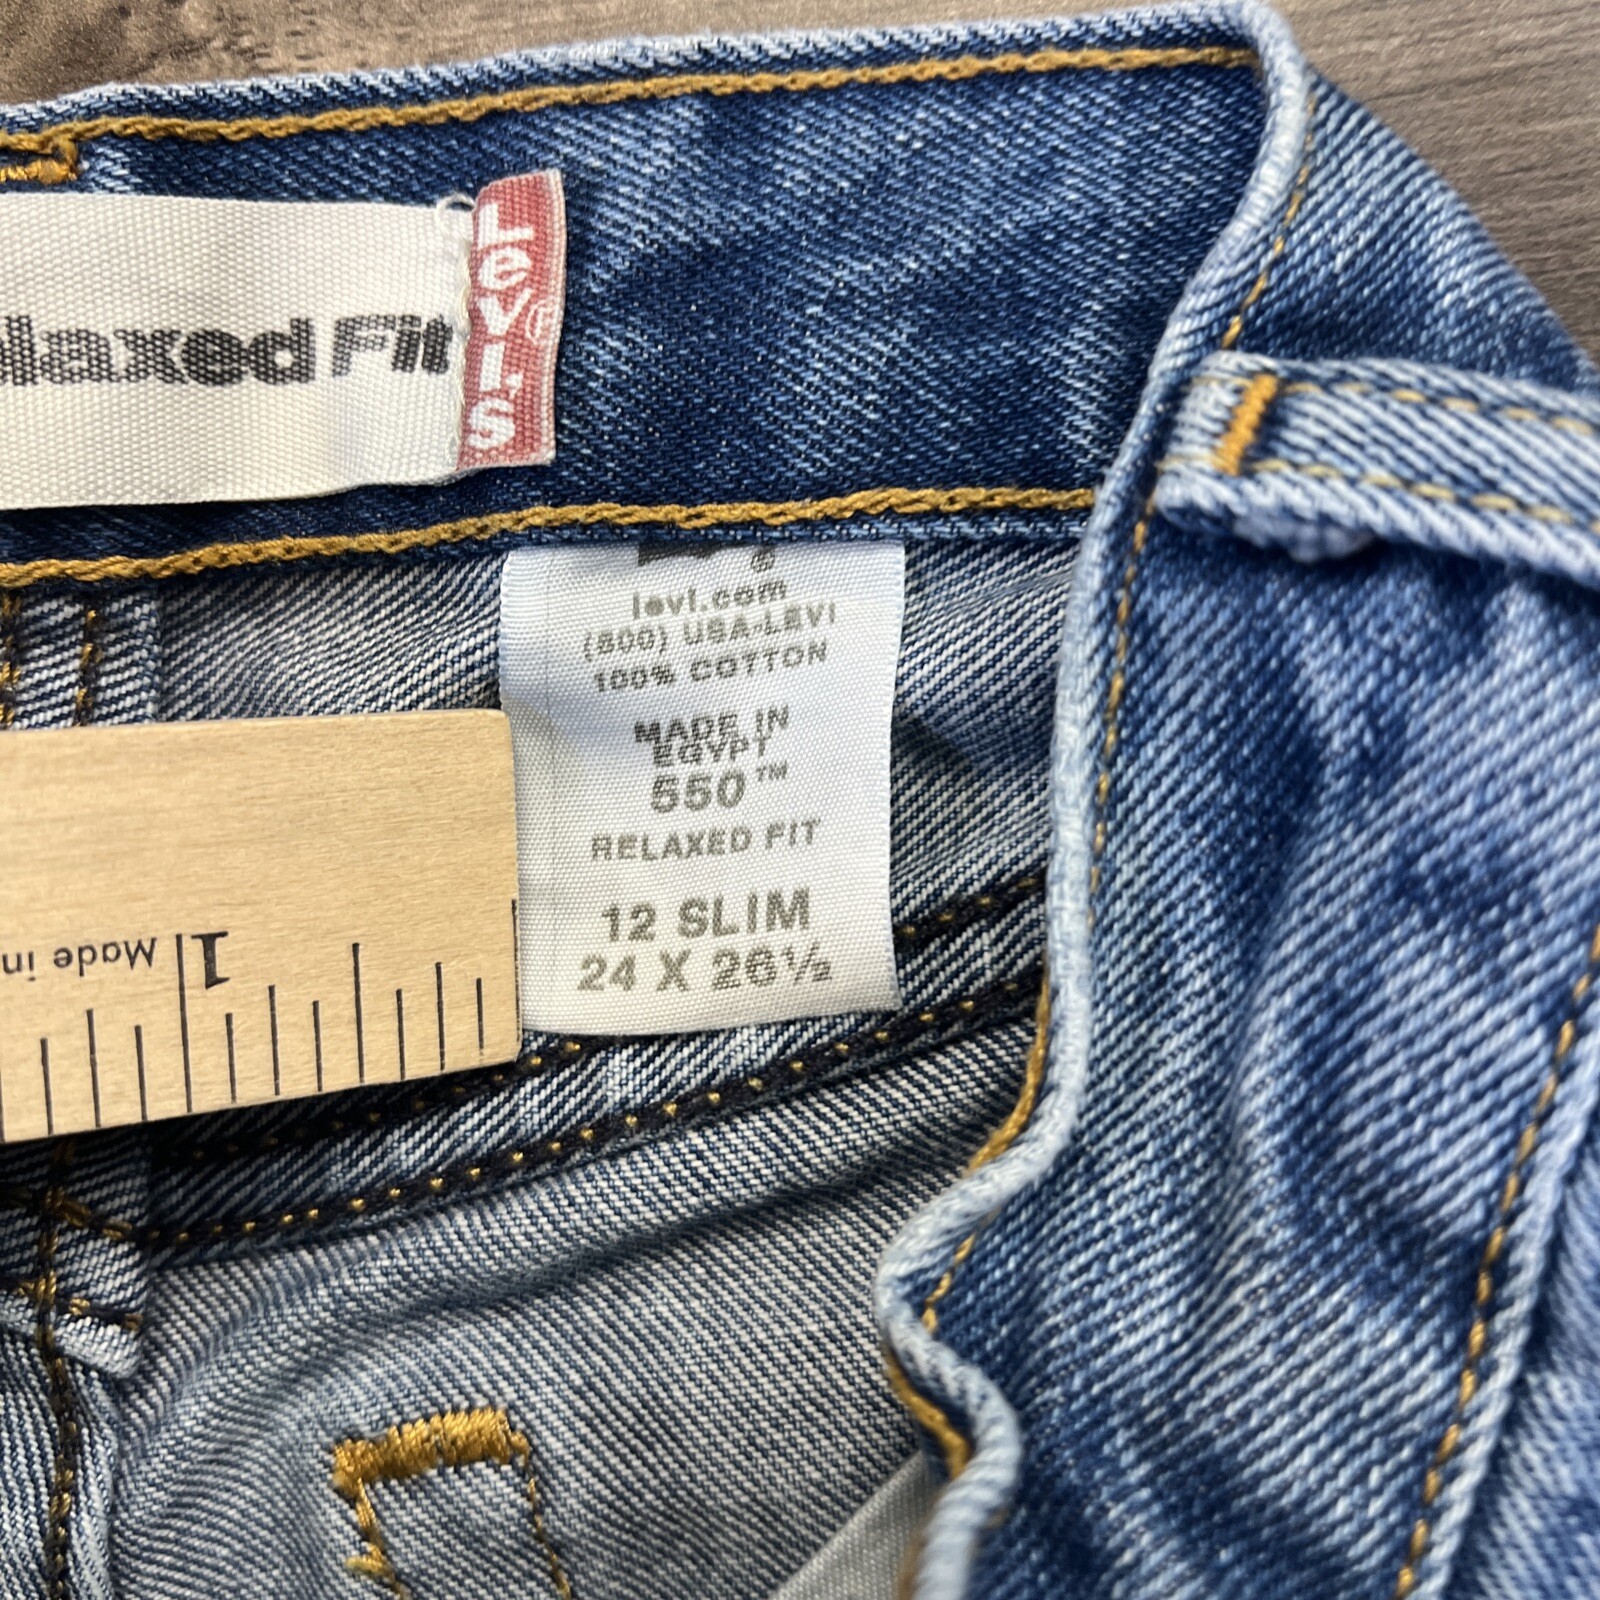 laxed Fit
Levi's
®
levi.com
(800) USA-LEVI
100% COTTON
MADE IN
EGYPT
550™
RELAXED FIT
12 SLIM
24 X 26½
1
Made in